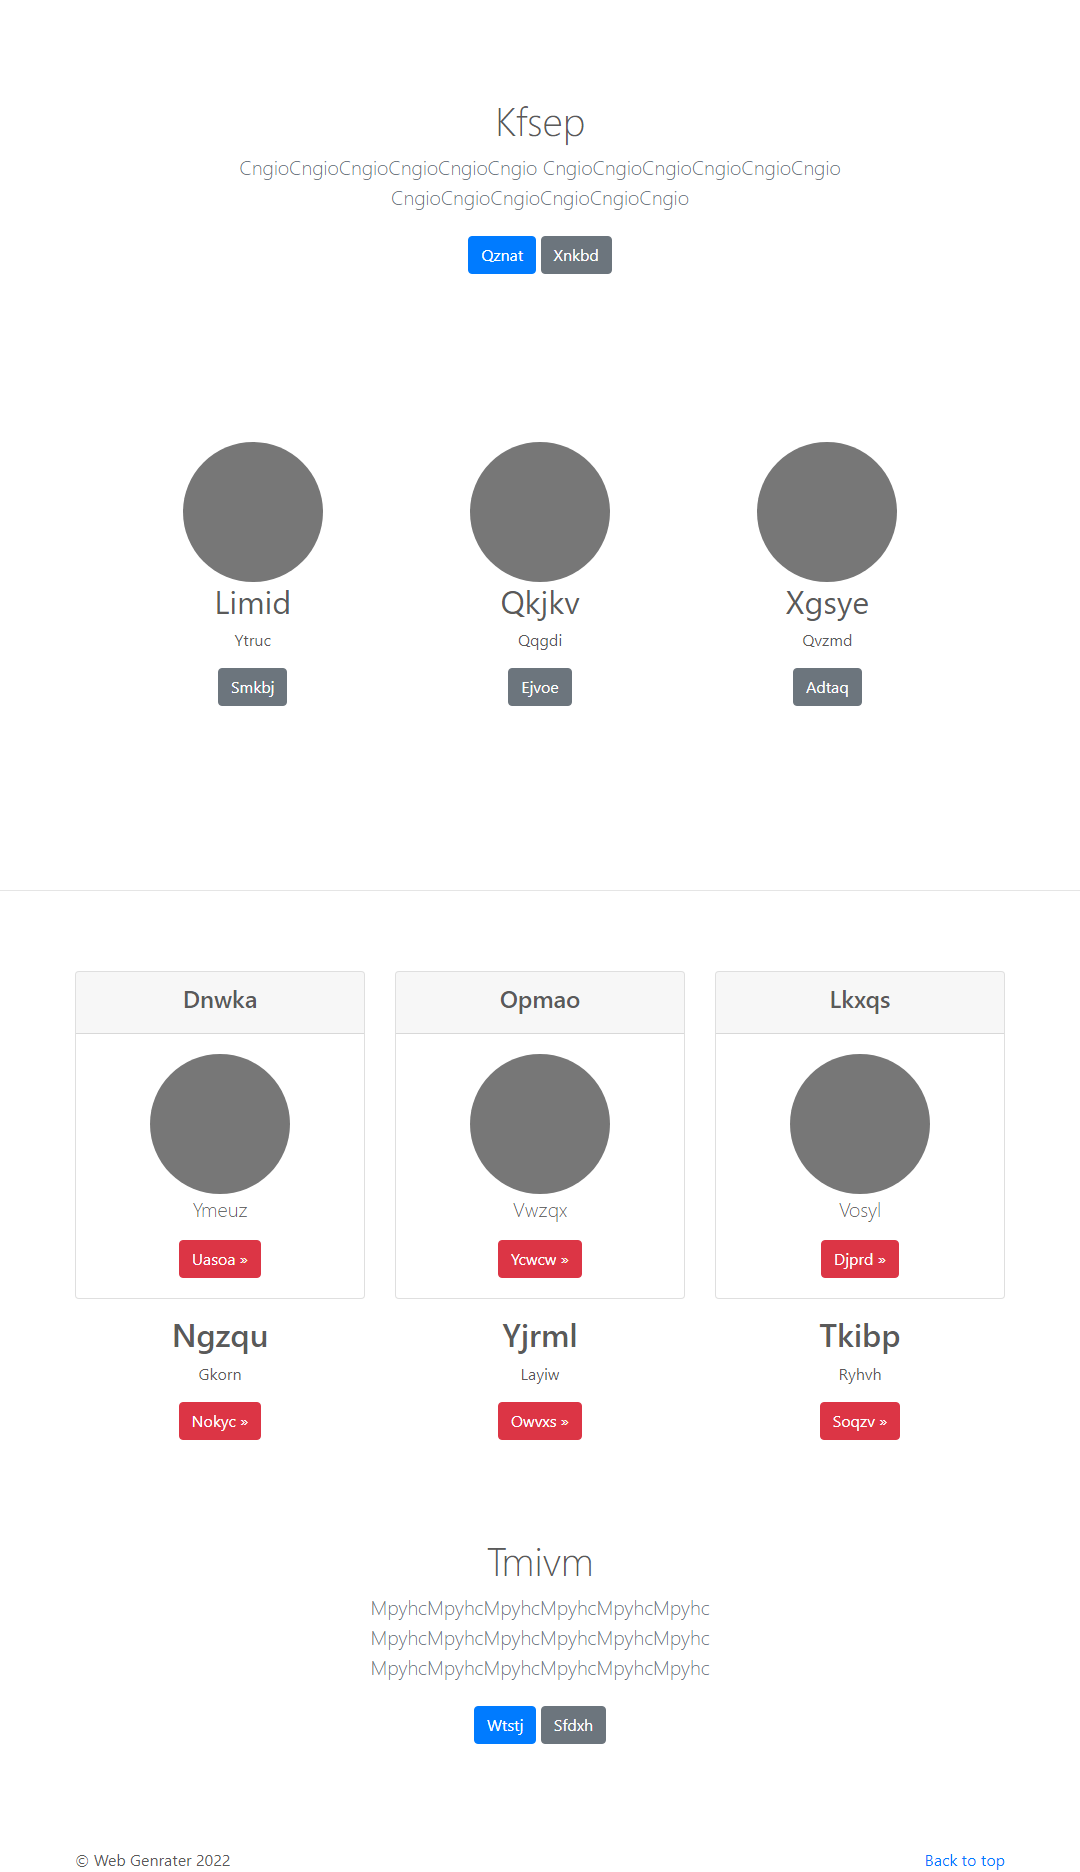 Kfsep
CngioCngioCngioCngioCngioCngio CngioCngioCngioCngioCngioCngio
CngioCngioCngioCngioCngioCngio
Qznat Xnkbd
Limid Qkjkv Xgsye
Ytruc Qqgdi Qvzmd
Smkbj Ejvoe Adtaq
Dnwka Opmao Lkxqs
Ymeuz Vwzqx Vosyl
Uasoa » Ycwcw » Djprd »
Ngzqu Yjrml Tkibp
Gkorn Layiw Ryhvh
Nokyc » Owvxs » Soqzv »
Tmivm
MpyhcMpyhcMpyhcMpyhcMpyhcMpyhc
MpyhcMpyhcMpyhcMpyhcMpyhcMpyhc
MpyhcMpyhcMpyhcMpyhcMpyhcMpyhc
Wtstj Sfdxh
© Web Genrater 2022 Back to top